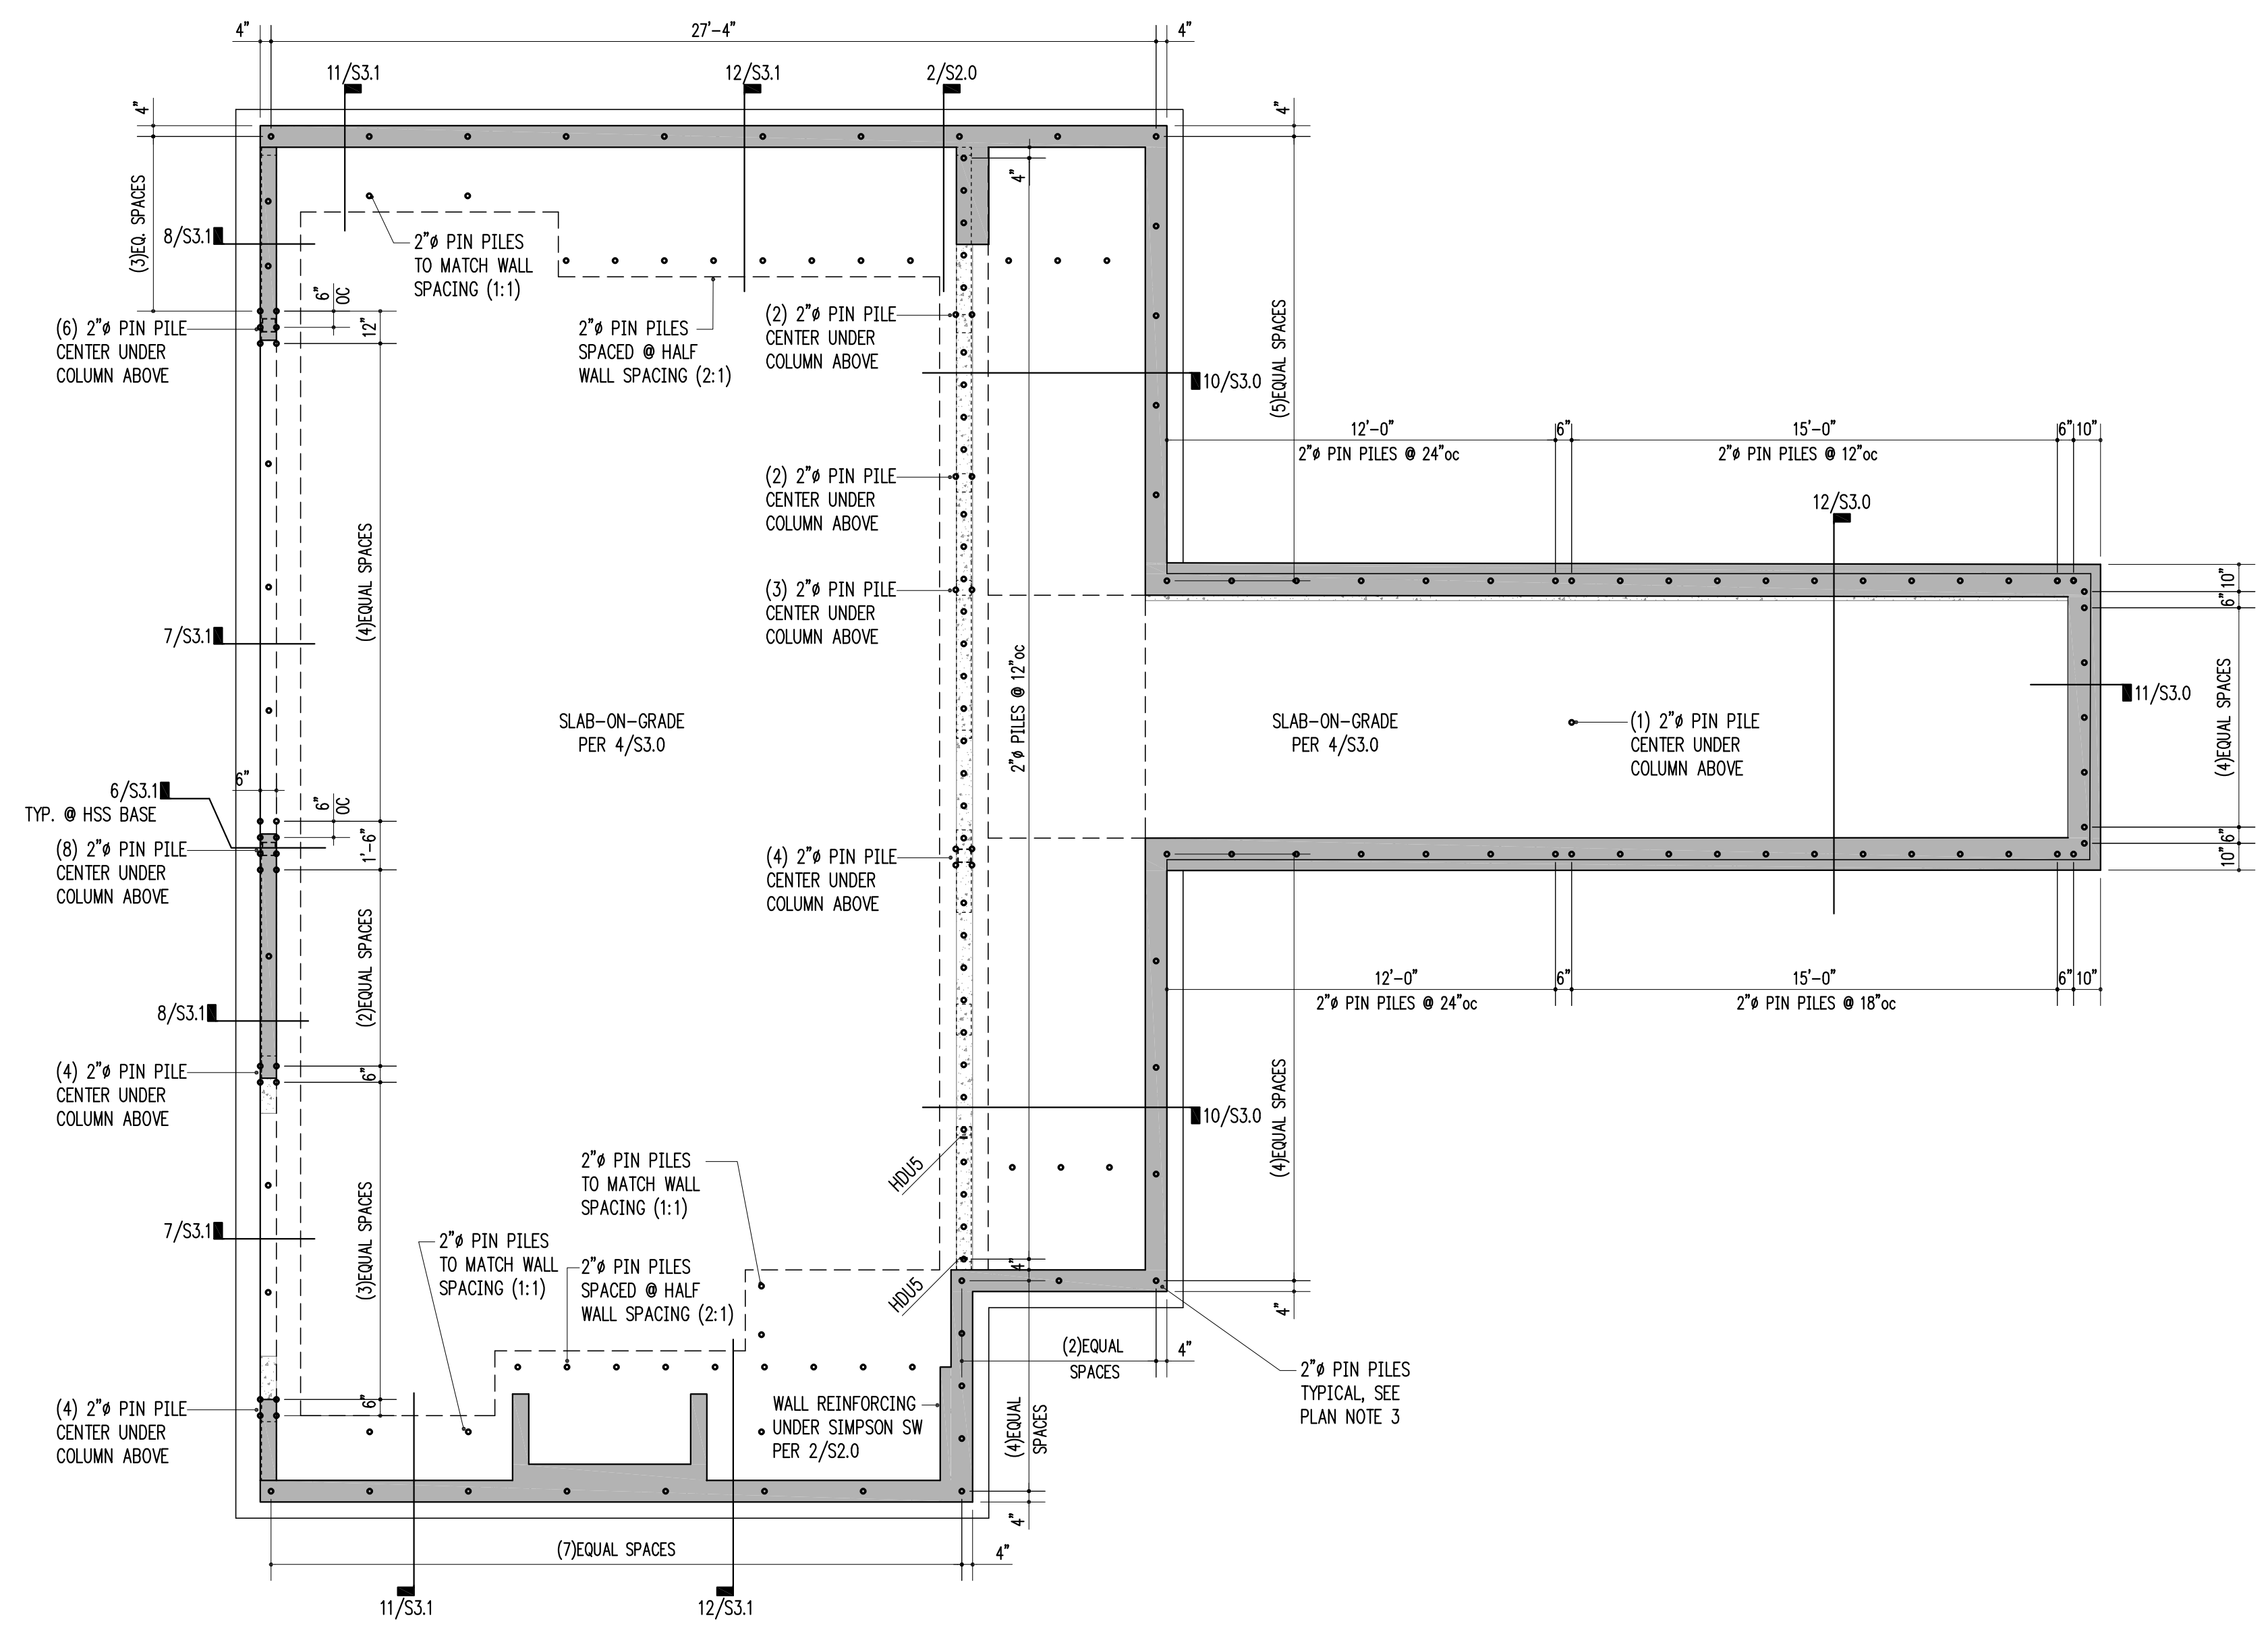 4" 27'-4" 4"
11/S3.1 12/S3.1 2/S2.0
4"
4"
(3)EQ. SPACES
8/S3.1
2"ø PIN PILES
TO MATCH WALL
SPACING (1:1)
4"
6"
OC
12"
(6) 2"ø PIN PILE
CENTER UNDER
COLUMN ABOVE
2"ø PIN PILES
SPACED @ HALF
WALL SPACING (2:1)
(2) 2"ø PIN PILE
CENTER UNDER
COLUMN ABOVE
10/S3.0
(5)EQUAL SPACES
12'-0" 6" 15'-0" 6" 10"
2"ø PIN PILES @ 24"oc 2"ø PIN PILES @ 12"oc
(2) 2"ø PIN PILE
CENTER UNDER
COLUMN ABOVE
12/S3.0
(4)EQUAL SPACES
(3) 2"ø PIN PILE
CENTER UNDER
COLUMN ABOVE
10"
6"
7/S3.1
2"ø PILES @ 12"oc
11/S3.0
(4)EQUAL SPACES
SLAB-ON-GRADE
PER 4/S3.0
SLAB-ON-GRADE
PER 4/S3.0
(1) 2"ø PIN PILE
CENTER UNDER
COLUMN ABOVE
6"
6/S3.1
TYP. @ HSS BASE
6"
OC
1'-6"
(8) 2"ø PIN PILE
CENTER UNDER
COLUMN ABOVE
(4) 2"ø PIN PILE
CENTER UNDER
COLUMN ABOVE
6"
10"
(2)EQUAL SPACES
12'-0" 6" 15'-0" 6" 10"
2"ø PIN PILES @ 24"oc 2"ø PIN PILES @ 18"oc
8/S3.1
(4) 2"ø PIN PILE
CENTER UNDER
COLUMN ABOVE
6"
10/S3.0
(4)EQUAL SPACES
HDU5
2"ø PIN PILES
TO MATCH WALL
SPACING (1:1)
7/S3.1
(3)EQUAL SPACES
2"ø PIN PILES
TO MATCH WALL
SPACING (1:1)
2"ø PIN PILES
SPACED @ HALF
WALL SPACING (2:1)
HDU5
4"
4"
(2)EQUAL
SPACES
4"
2"ø PIN PILES
TYPICAL, SEE
PLAN NOTE 3
6"
(4) 2"ø PIN PILE
CENTER UNDER
COLUMN ABOVE
WALL REINFORCING
UNDER SIMPSON SW
PER 2/S2.0
(4)EQUAL
SPACES
4"
(7)EQUAL SPACES 4"
11/S3.1 12/S3.1